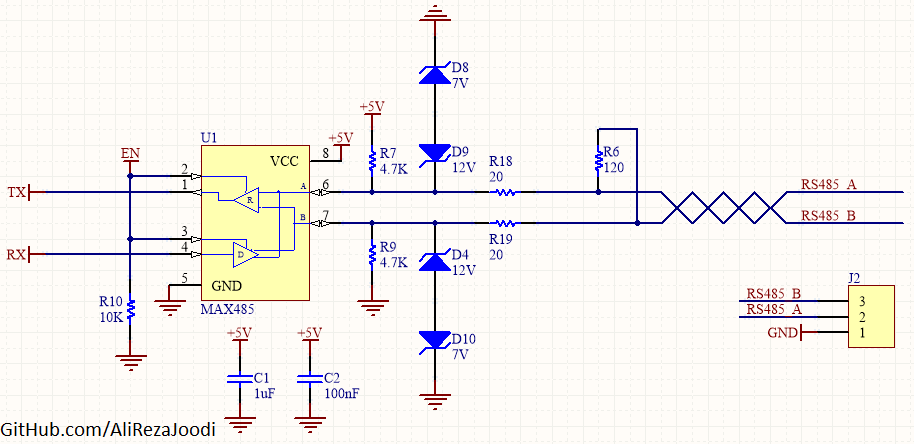 D8
7V
+5V
U1
+5V
EN
VCC
8
R7
4.7K
D9
12V
R18
20
R6
120
2
TX
1
R
A
6
RS485_A
B
7
RS485_B
3
RX
4
D
R9
4.7K
D4
12V
R19
20
5
GND
MAX485
R10
10K
J2
RS485_B
3
RS485_A
2
GND
1
+5V
+5V
D10
7V
C1
1uF
C2
100nF
GitHub.com/AliRezaJoodi